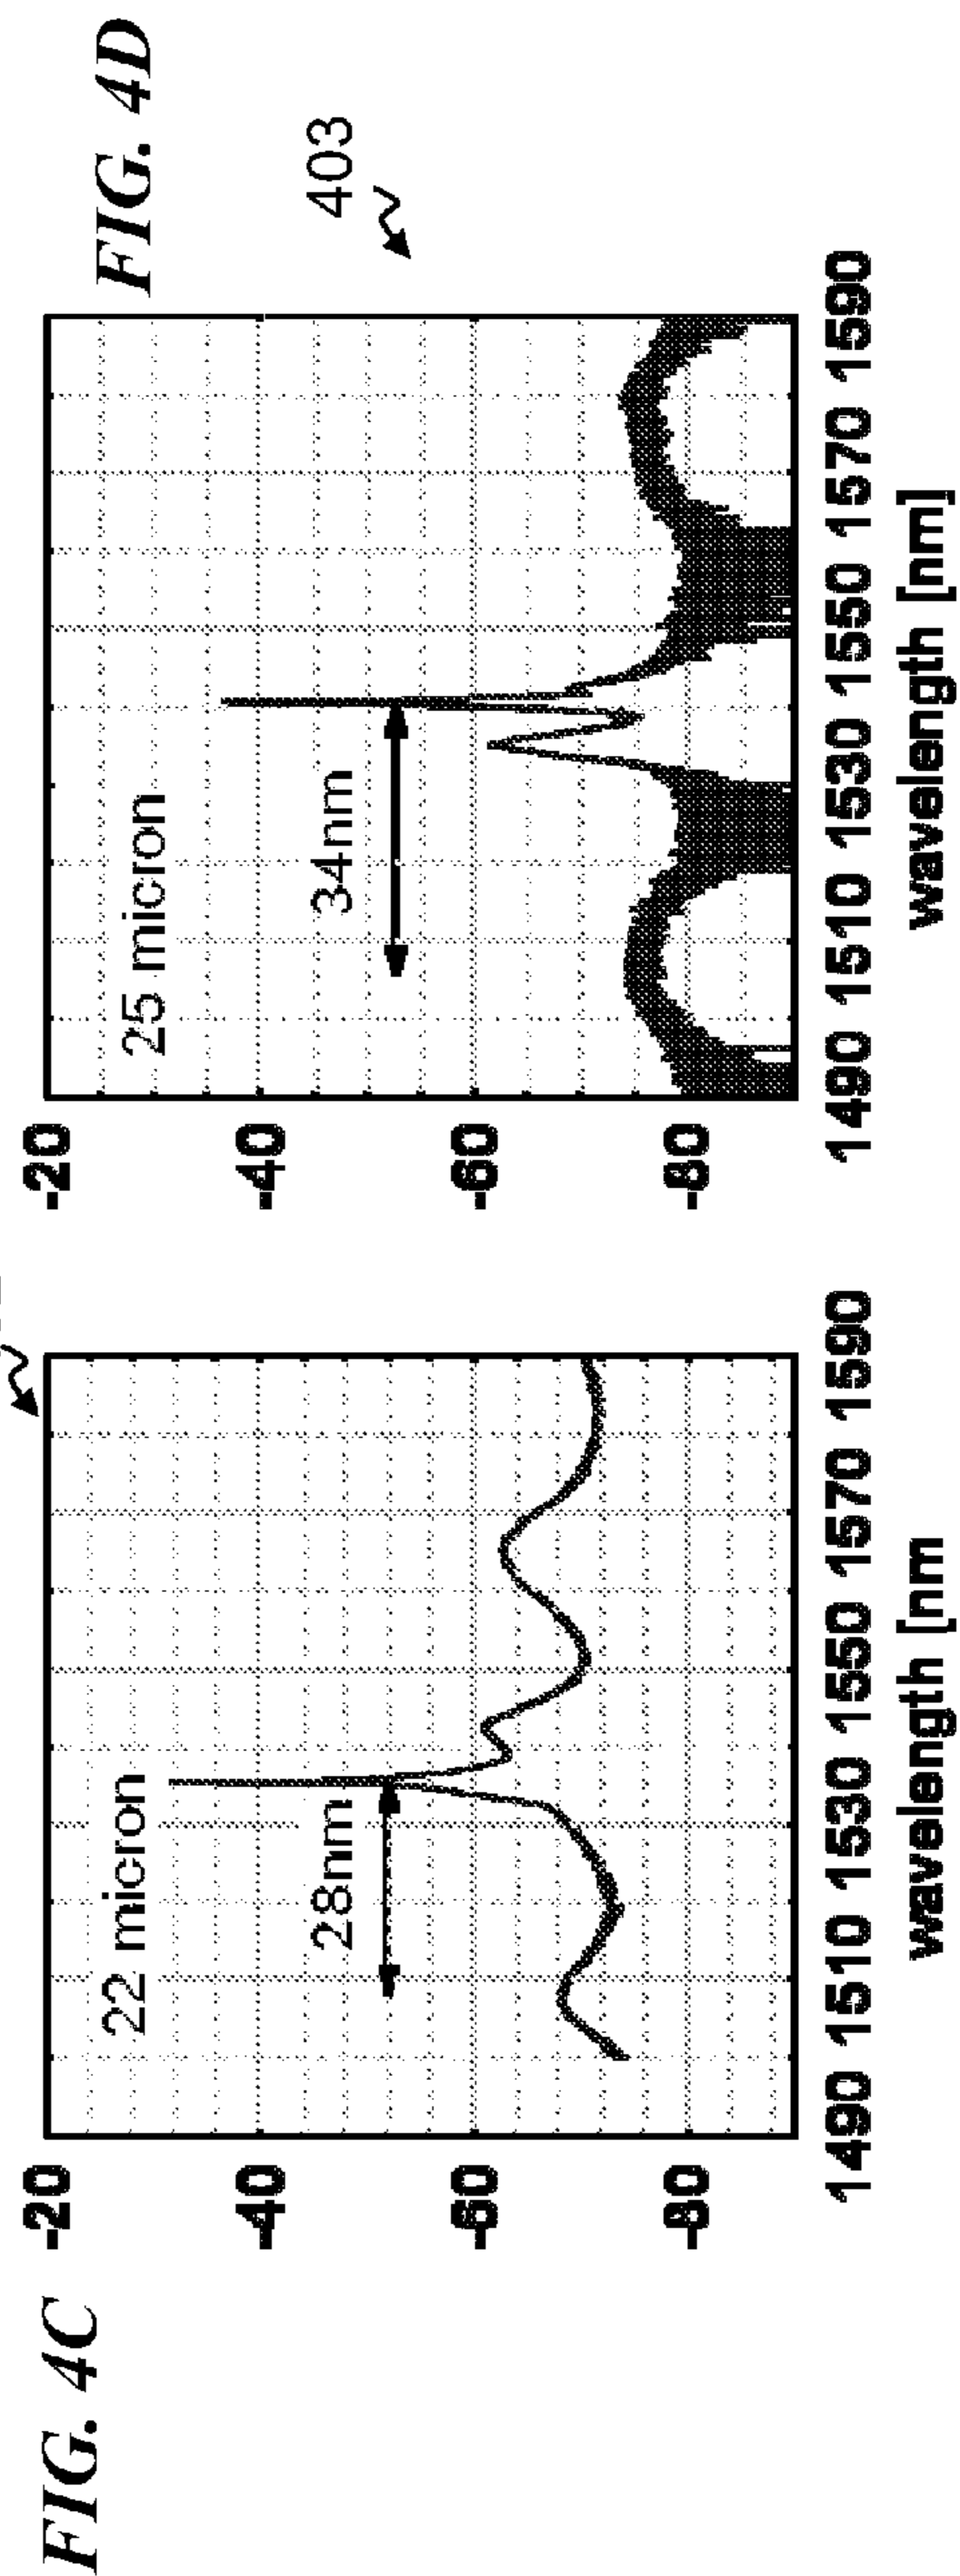 FIG. 4C
-20
-40
-60
-80
22 micron
28nm
1490 1510 1530 1550 1570 1590
wavelength [nm
FIG. 4D
403
-20
-40
-60
-80
25 micron
34nm
1490 1510 1530 1550 1570 1590
wavelength [nm]